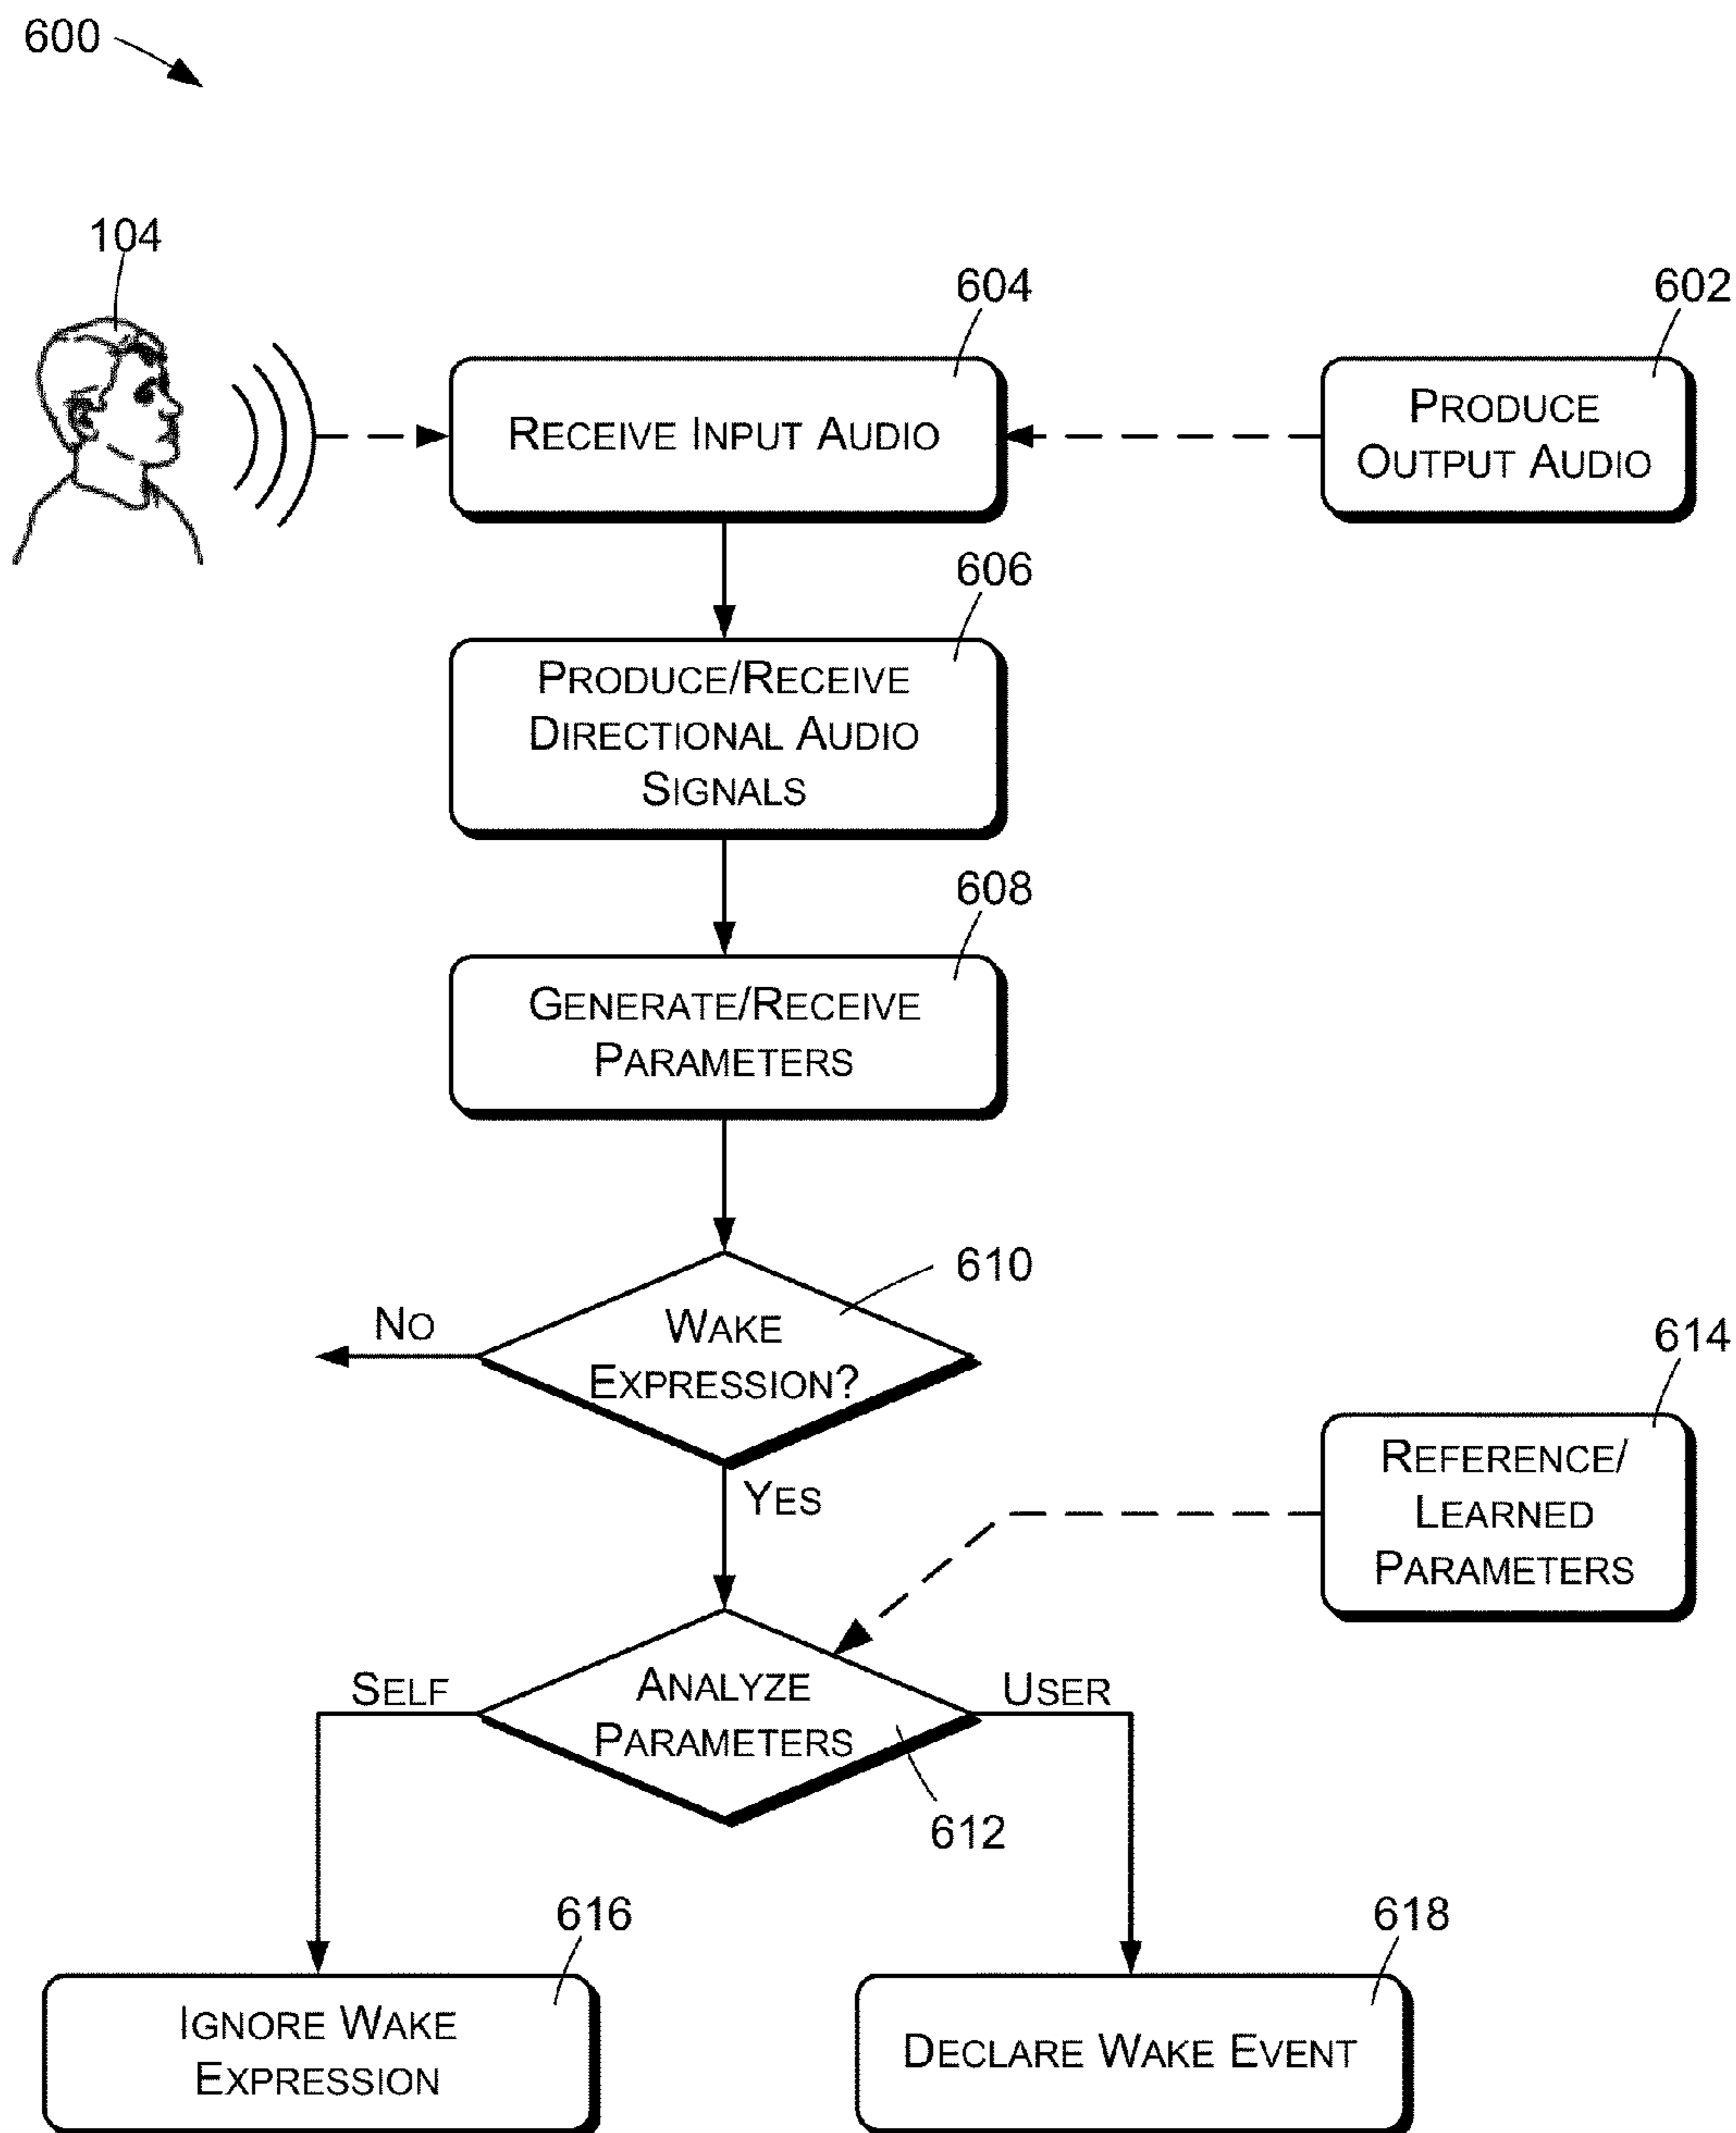 600
104
604
602
RECEIVE INPUT AUDIO
PRODUCE
OUTPUT AUDIO
606
PRODUCE/RECEIVE
DIRECTIONAL AUDIO
SIGNALS
608
GENERATE/RECEIVE
PARAMETERS
610
NO
WAKE
EXPRESSION?
614
YES
REFERENCE/
LEARNED
PARAMETERS
SELF
ANALYZE
PARAMETERS
USER
612
616
618
IGNORE WAKE
EXPRESSION
DECLARE WAKE EVENT